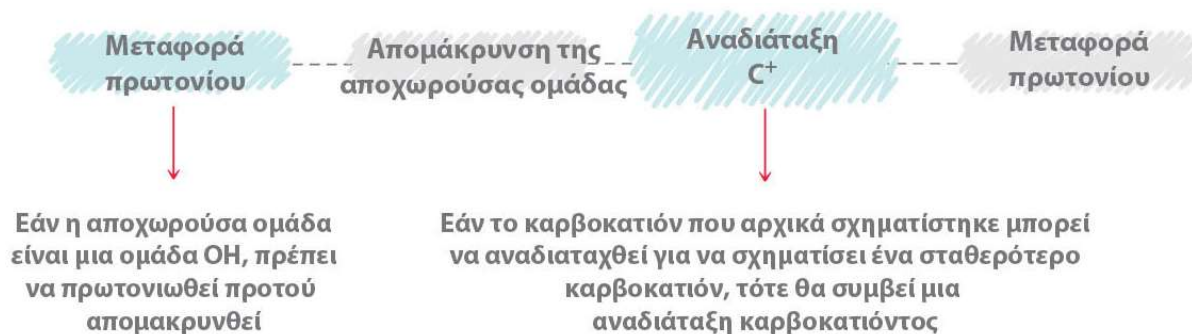 Μεταφορά
πρωτονίου
Απομάκρυνση της
αποχωρούσας ομάδας
Αναδιάταξη
C⁺
Μεταφορά
πρωτονίου
Εάν η αποχωρούσα ομάδα
είναι μια ομάδα ΟΗ, πρέπει
να πρωτονιωθεί προτού
απομακρυνθεί
Εάν το καρβοκατιόν που αρχικά σχηματίστηκε μπορεί
να αναδιαταχθεί για να σχηματίσει ένα σταθερότερο
καρβοκατιόν, τότε θα συμβεί μια
αναδιάταξη καρβοκατιόντος